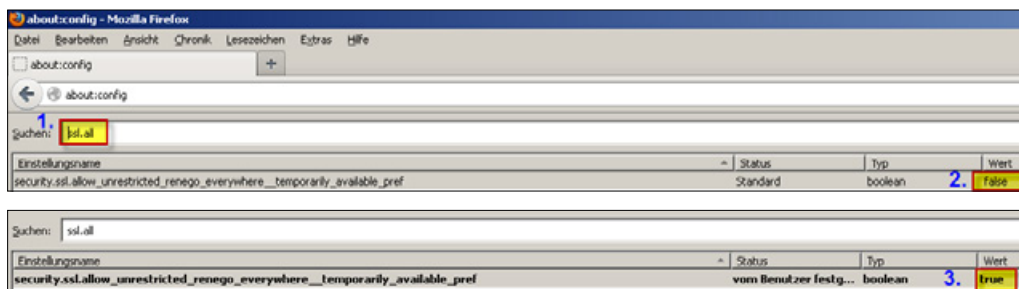 about:config - Mozilla Firefox
Datei Bearbeiten Ansicht Chronik Lesezeichen Extras Hilfe
about:config +
about:config
1.
Suchen: ssl.all
Einstellungsname Status Typ Wert
security.ssl.allow_unrestricted_renego_everywhere__temporarily_available_pref Standard boolean 2. false
Suchen: ssl.all
Einstellungsname Status Typ Wert
security.ssl.allow_unrestricted_renego_everywhere__temporarily_available_pref vom Benutzer festg... boolean 3. true